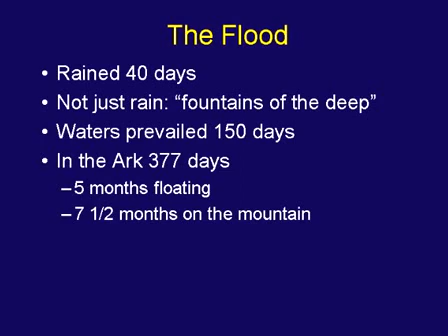 The Flood
• Rained 40 days
• Not just rain: “fountains of the deep”
• Waters prevailed 150 days
• In the Ark 377 days
–5 months floating
–7 1/2 months on the mountain